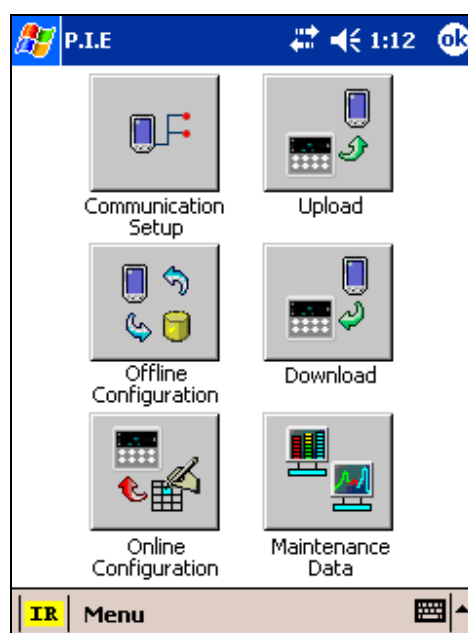 P.I.E 1:12 ok
Communication
Setup
Upload
Offline
Configuration
Download
Online
Configuration
Maintenance
Data
IR Menu